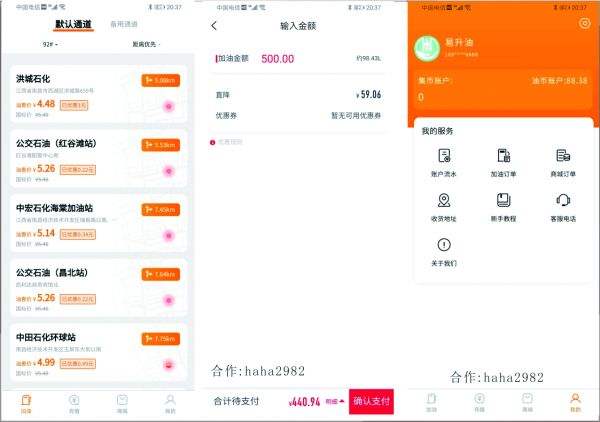 中国电信 20:37
默认通道 备用通道
92# 距离优先
洪城石化
5.08km
油惠价￥4.48 已优惠1元
国标价 ￥5.48
公交石油（红谷滩站）
5.53km
油惠价￥5.26 已优惠0.22元
国标价 ￥5.48
中宏石化海棠加油站
7.45km
油惠价￥5.14 已优惠0.34元
国标价 ￥5.48
公交石油（昌北站）
7.64km
油惠价￥5.26 已优惠0.22元
国标价 ￥5.48
中田石化环球站
7.75km
油惠价￥4.99 已优惠0.49元
国标价 ￥5.48
加油 充值 商城 我的
中国电信 20:37
输入金额
加油金额 500.00 约98.43L
直降 ￥59.06
优惠券 暂无可用优惠券
优惠规则
合作:haha2982
合计待支付 ￥440.94 明细 确认支付
中国电信 20:37
易升油
集币账户: 油币账户:88.38
0
我的服务
账户流水 加油订单 商城订单
收货地址 新手教程 客服电话
关于我们
合作:haha2982
加油 充值 商城 我的